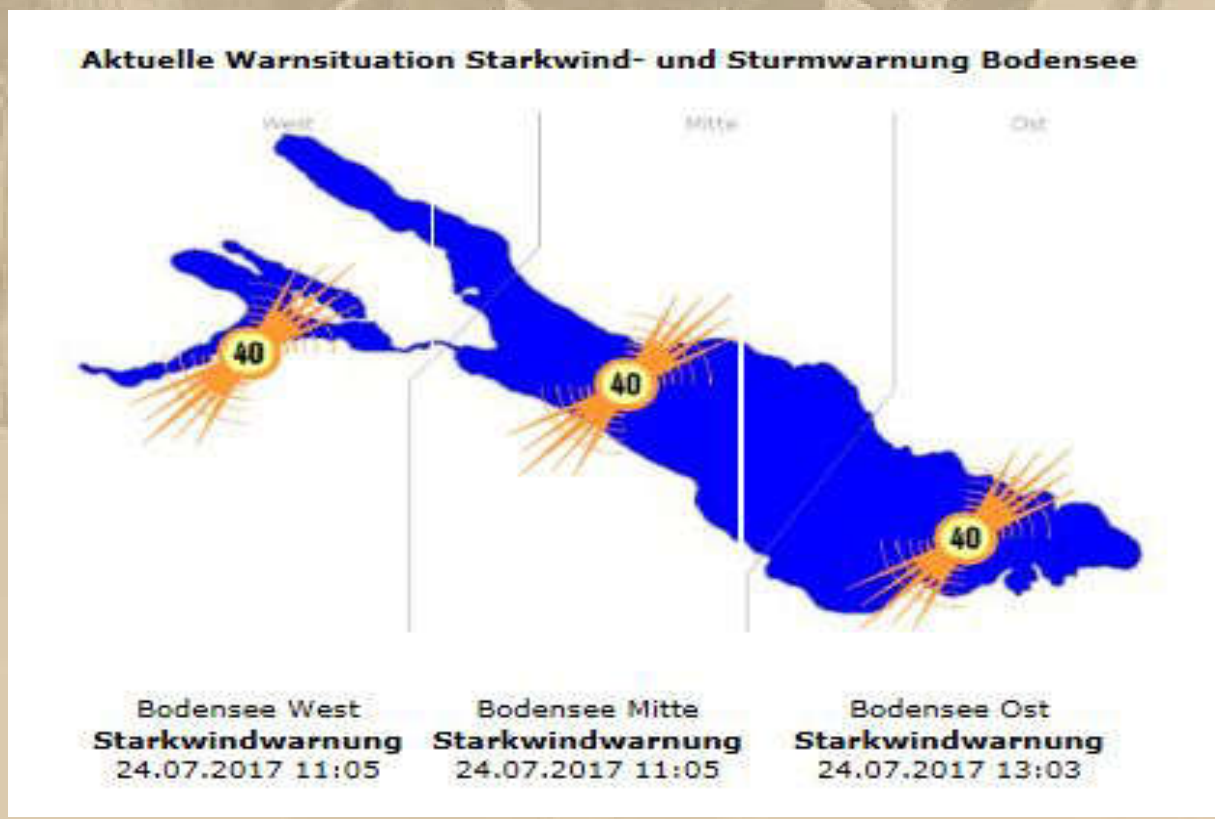 Aktuelle Warnsituation Starkwind- und Sturmwarnung Bodensee
West Mitte Ost
40
40
40
Bodensee West
Starkwindwarnung
24.07.2017 11:05
Bodensee Mitte
Starkwindwarnung
24.07.2017 11:05
Bodensee Ost
Starkwindwarnung
24.07.2017 13:03